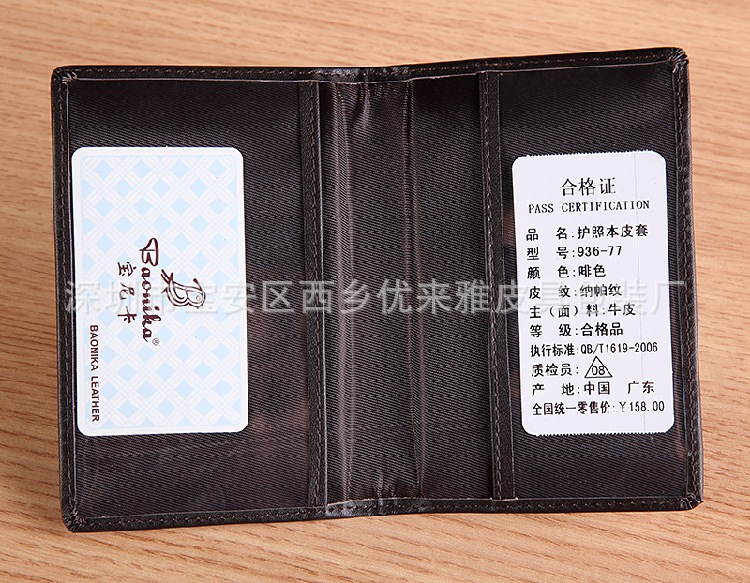 Baonika®
宝尼卡
BAONIKA LEATHER
合格证
PASS CERTIFICATION
品 名:护照本皮套
型 号:936-77
颜 色:啡色
皮 纹:纳帕纹
主(面)料:牛皮
等 级:合格品
执行标准:QB/T1619-2006
质检员:08
产 地:中国 广东
全国统一零售价:￥158.00
深圳市宝安区西乡优来雅皮具制装厂